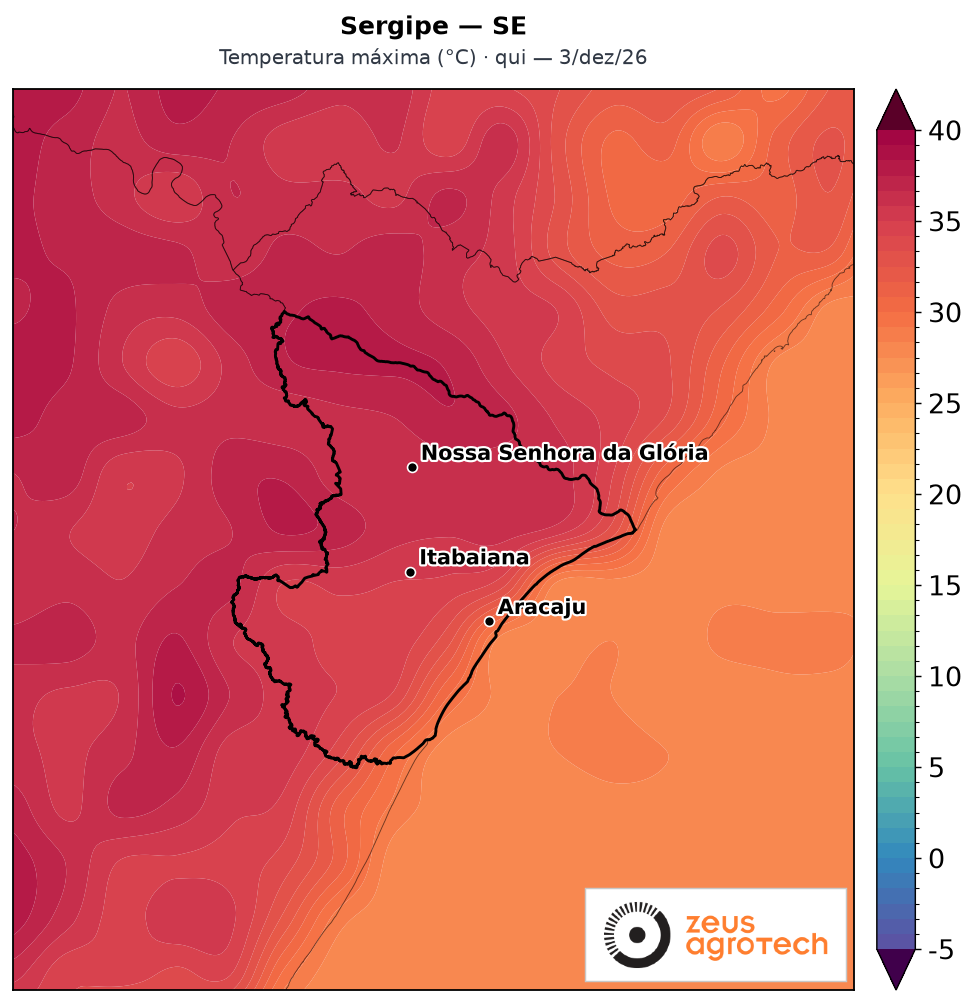 Sergipe — SE
Temperatura máxima (°C) · qui — 3/dez/26
40
35
30
25
20
15
10
5
0
-5
Nossa Senhora da Glória
Itabaiana
Aracaju
zeus
agrotech